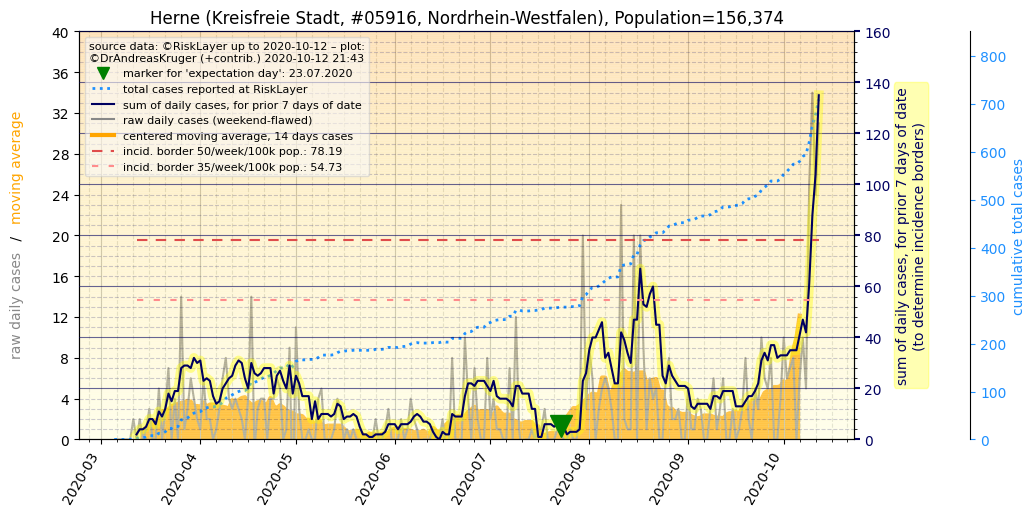 Herne (Kreisfreie Stadt, #05916, Nordrhein-Westfalen), Population=156,374
source data: ©RiskLayer up to 2020-10-12 – plot:
©DrAndreasKruger (+contrib.) 2020-10-12 21:43
marker for 'expectation day': 23.07.2020
total cases reported at RiskLayer
sum of daily cases, for prior 7 days of date
raw daily cases (weekend-flawed)
centered moving average, 14 days cases
incid. border 50/week/100k pop.: 78.19
incid. border 35/week/100k pop.: 54.73
raw daily cases / moving average
40
36
32
28
24
20
16
12
8
4
0
2020-03
2020-04
2020-05
2020-06
2020-07
2020-08
2020-09
2020-10
160
140
120
100
80
60
40
20
0
sum of daily cases, for prior 7 days of date
(to determine incidence borders)
800
700
600
500
400
300
200
100
0
cumulative total cases